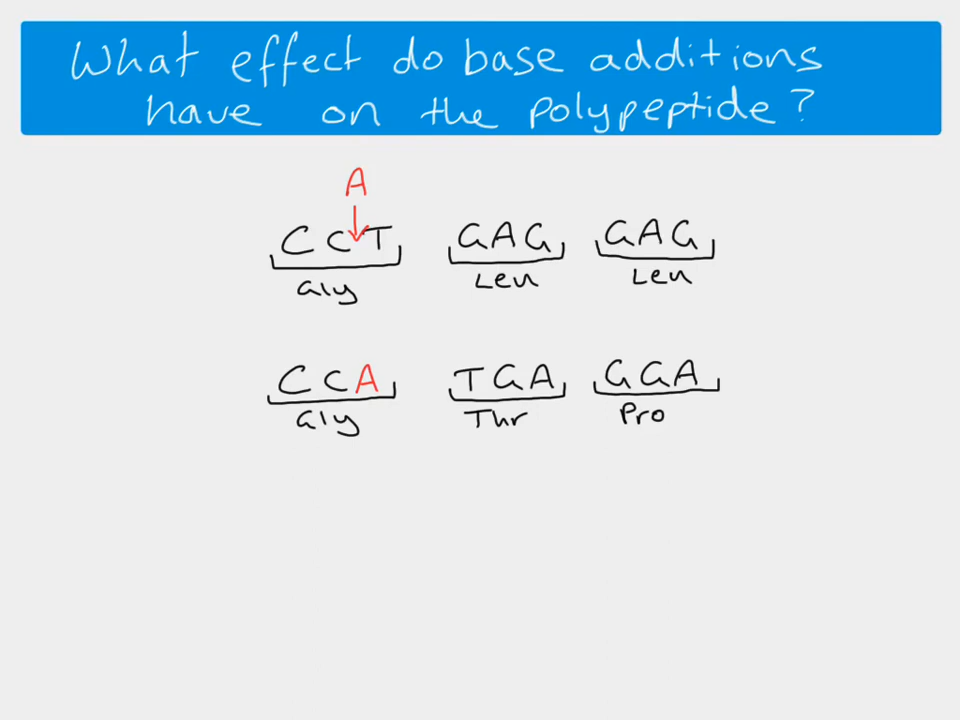 What effect do base additions
have on the polypeptide?
A
CCT GAG GAG
Gly Leu Leu
CCA TGA GGA
Gly Thr Pro